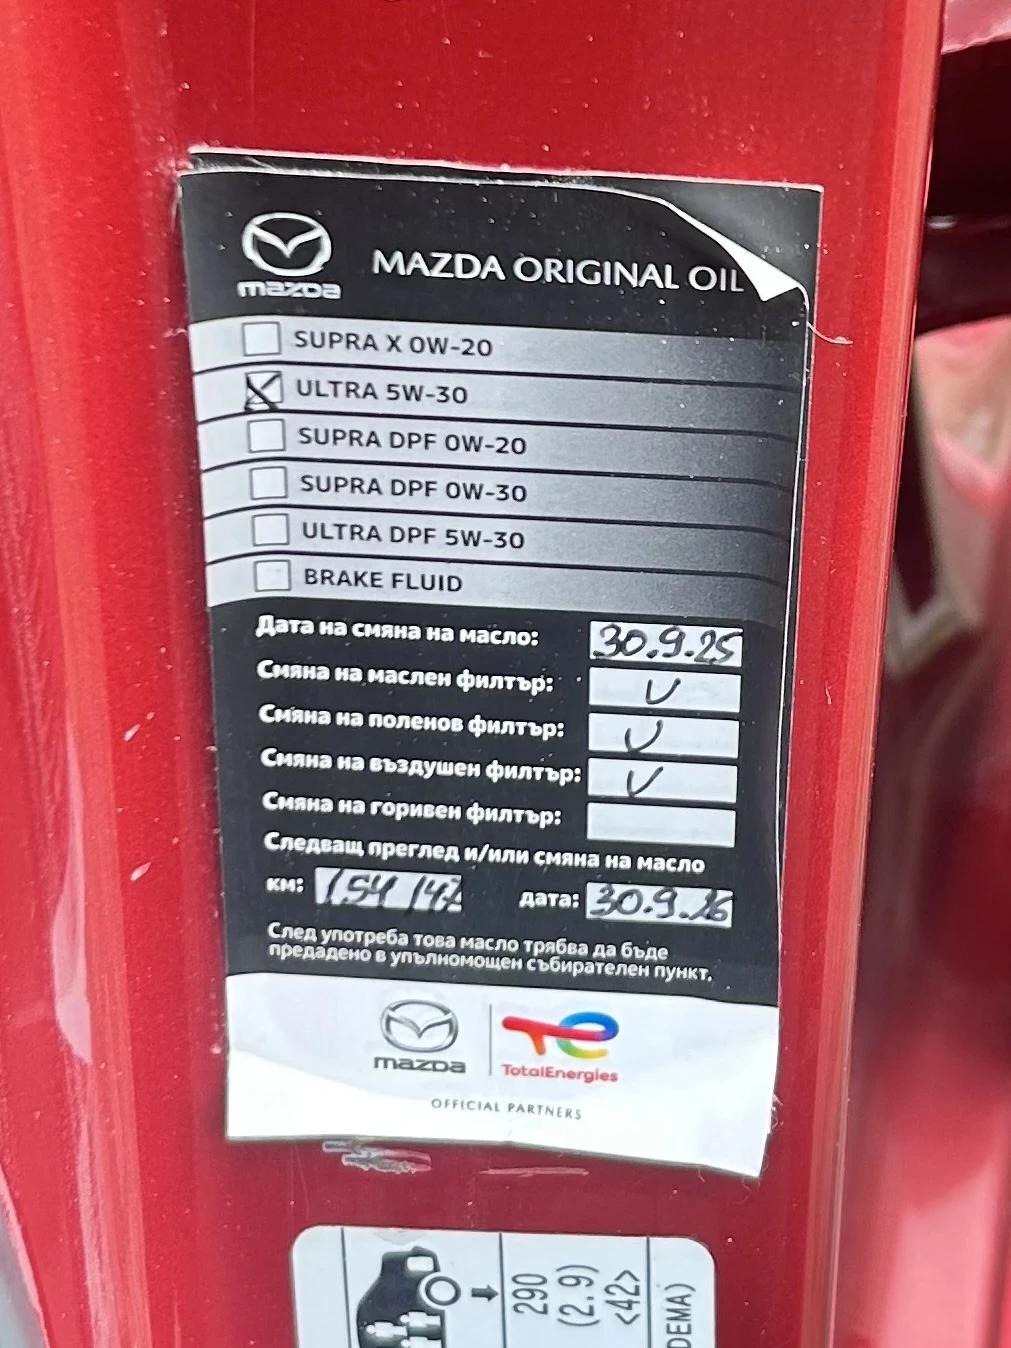 mazda
MAZDA ORIGINAL OIL
SUPRA X 0W-20
ULTRA 5W-30
SUPRA DPF 0W-20
SUPRA DPF 0W-30
ULTRA DPF 5W-30
BRAKE FLUID
Дата на смяна на масло: 30.9.25
Смяна на маслен филтър: V
Смяна на поленов филтър: V
Смяна на въздушен филтър: V
Смяна на горивен филтър:
Следващ преглед и/или смяна на масло
км: дата: 30.9.26
След употреба това масло трябва да бъде
предадено в упълномощен събирателен пункт.
mazda TotalEnergies
OFFICIAL PARTNERS
290
(2.9)
<42>
DEMA)